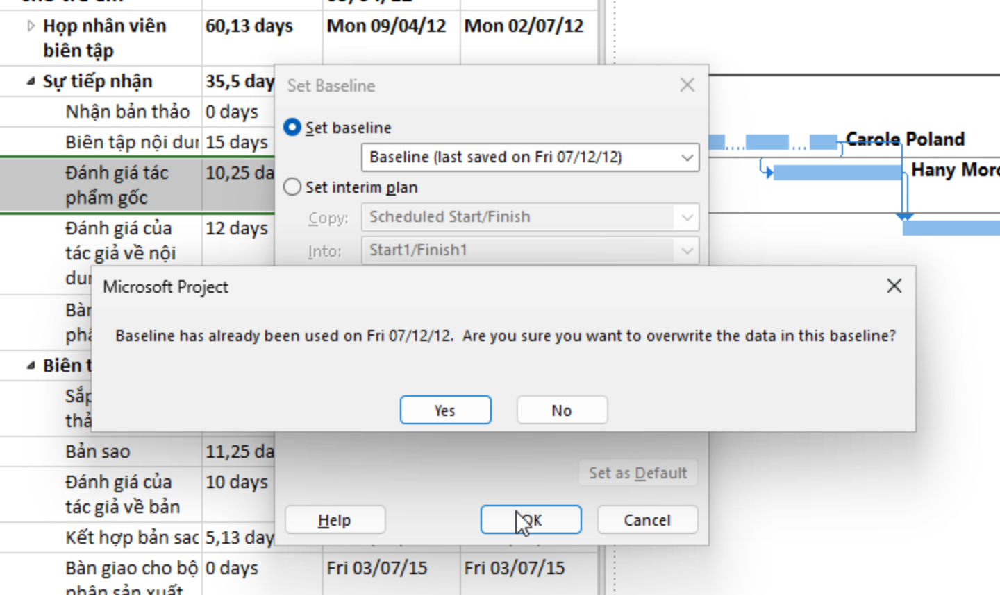 Họp nhân viên
biên tập
60,13 days
Mon 09/04/12
Mon 02/07/12
Sự tiếp nhận
35,5 day
Nhận bản thảo
0 days
Biên tập nội dun
15 days
Đánh giá tác
phẩm gốc
10,25 da
Đánh giá của
tác giả về nội
dun
12 days
Bàn
phẩ
Biên t
Sắp
thả
Bản sao
11,25 da
Đánh giá của
tác giả về bản
10 days
Kết hợp bản sao
5,13 day
Bàn giao cho bộ
phận sản xuất
0 days
Fri 03/07/15
Fri 03/07/15
Carole Poland
Hany Moro
Set Baseline
Set baseline
Baseline (last saved on Fri 07/12/12)
Set interim plan
Copy:
Scheduled Start/Finish
Into:
Start1/Finish1
Microsoft Project
Baseline has already been used on Fri 07/12/12. Are you sure you want to overwrite the data in this baseline?
Yes
No
Set as Default
Help
OK
Cancel